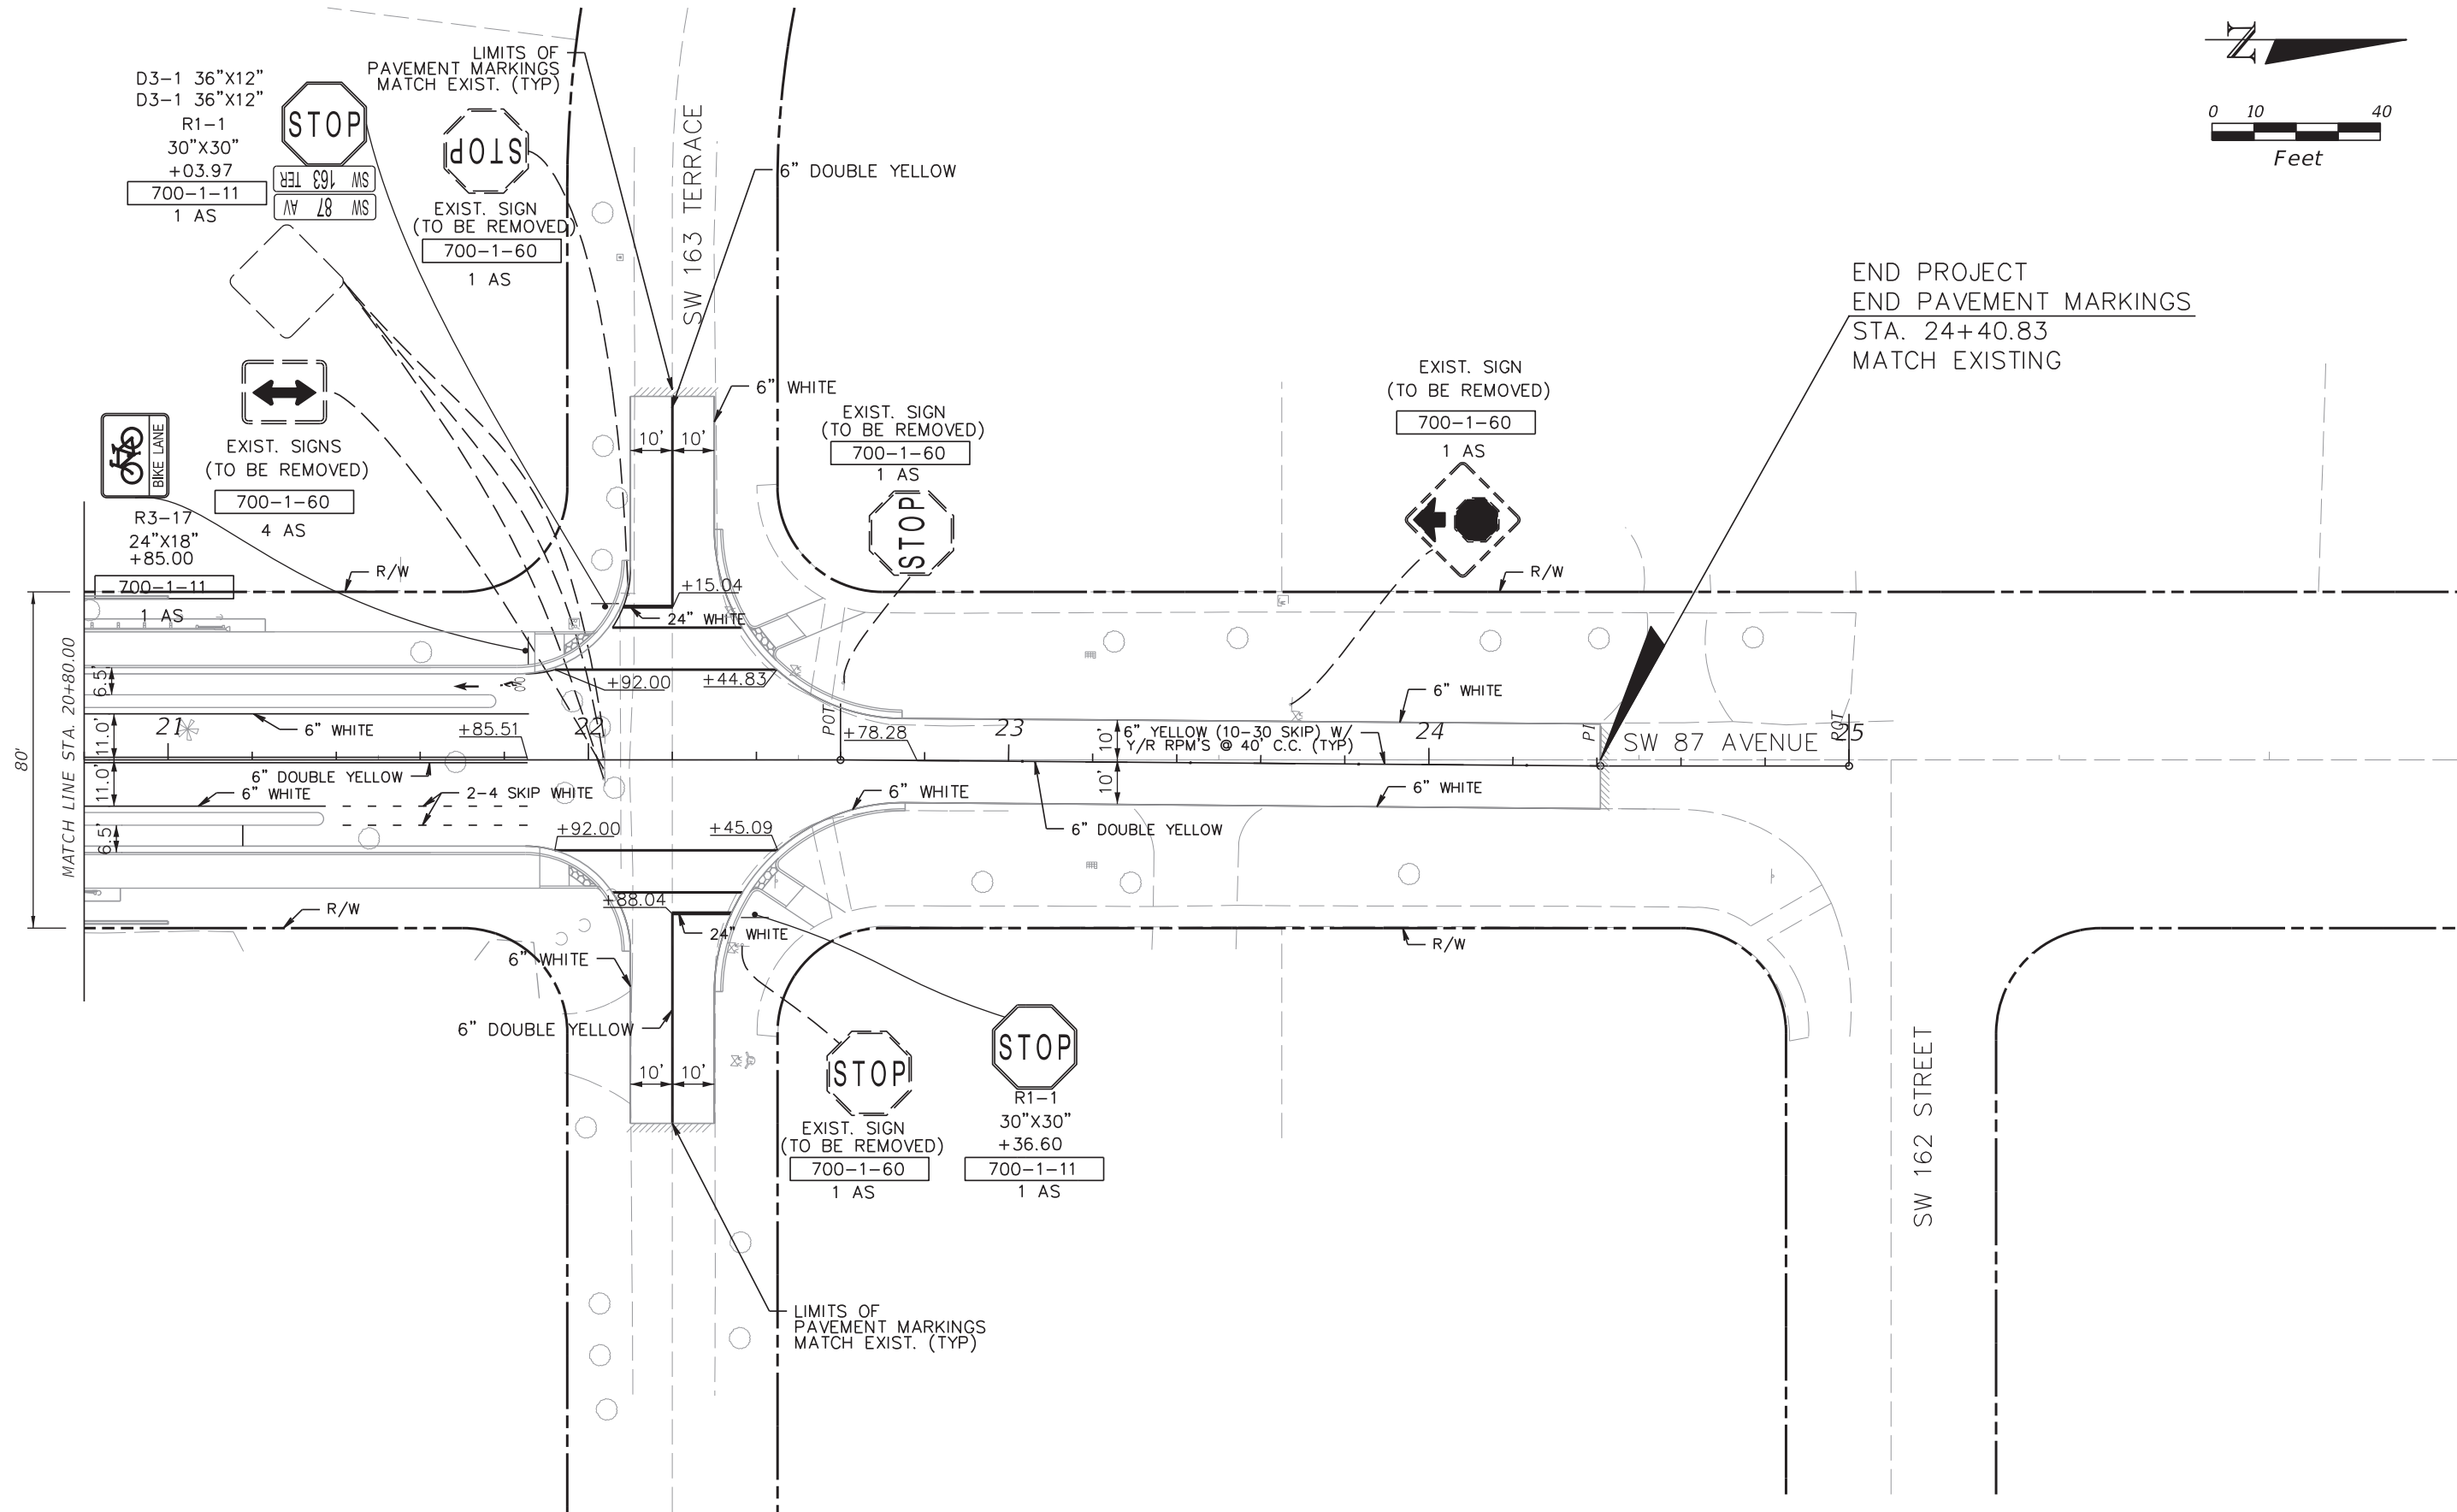 D3-1 36"X12"
D3-1 36"X12"
R1-1
30"X30"
+03.97
700-1-11
1 AS
STOP
SW 163 TER
SW 87 AV
LIMITS OF
PAVEMENT MARKINGS
MATCH EXIST. (TYP)
STOP
EXIST. SIGN
(TO BE REMOVED)
700-1-60
1 AS
SW 163 TERRACE
6" DOUBLE YELLOW
N
0 10 40
Feet
END PROJECT
END PAVEMENT MARKINGS
STA. 24+40.83
MATCH EXISTING
EXIST. SIGNS
(TO BE REMOVED)
700-1-60
4 AS
BIKE LANE
R3-17
24"X18"
+85.00
700-1-11
1 AS
R/W
6" WHITE
10' 10'
EXIST. SIGN
(TO BE REMOVED)
700-1-60
1 AS
STOP
EXIST. SIGN
(TO BE REMOVED)
700-1-60
1 AS
R/W
+15.04
24" WHITE
+92.00
+44.83
80'
MATCH LINE STA. 20+80.00
6.5'
11.0'
11.0'
6.5'
21
6" WHITE
+85.51
22
POT
+78.28
23
10'
10'
6" YELLOW (10-30 SKIP) W/
Y/R RPM'S @ 40' C.C. (TYP)
6" WHITE
24
PI
SW 87 AVENUE
POT
25
6" DOUBLE YELLOW
6" WHITE
2-4 SKIP WHITE
6" WHITE
6" WHITE
6" DOUBLE YELLOW
+92.00
+45.09
+88.04
24" WHITE
R/W
R/W
6" WHITE
6" DOUBLE YELLOW
10' 10'
STOP
EXIST. SIGN
(TO BE REMOVED)
700-1-60
1 AS
STOP
R1-1
30"X30"
+36.60
700-1-11
1 AS
SW 162 STREET
LIMITS OF
PAVEMENT MARKINGS
MATCH EXIST. (TYP)